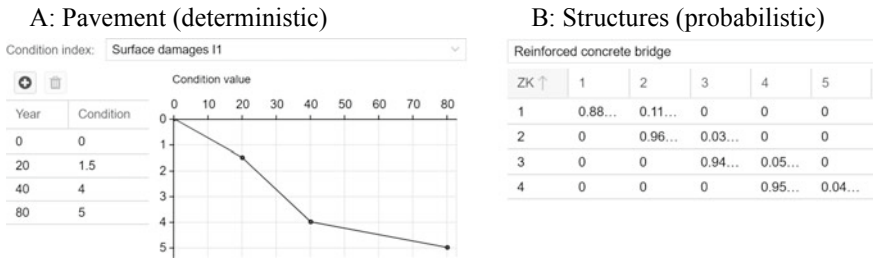 A: Pavement (deterministic)
B: Structures (probabilistic)
Condition index: Surface damages I1
Condition value
0 10 20 30 40 50 60 70 80
0
1
2
3
4
5
Year Condition
0 0
20 1.5
40 4
80 5
Reinforced concrete bridge
ZK↑ 1 2 3 4 5
1 0.88... 0.11... 0 0 0
2 0 0.96... 0.03... 0 0
3 0 0 0.94... 0.05... 0
4 0 0 0 0.95... 0.04...